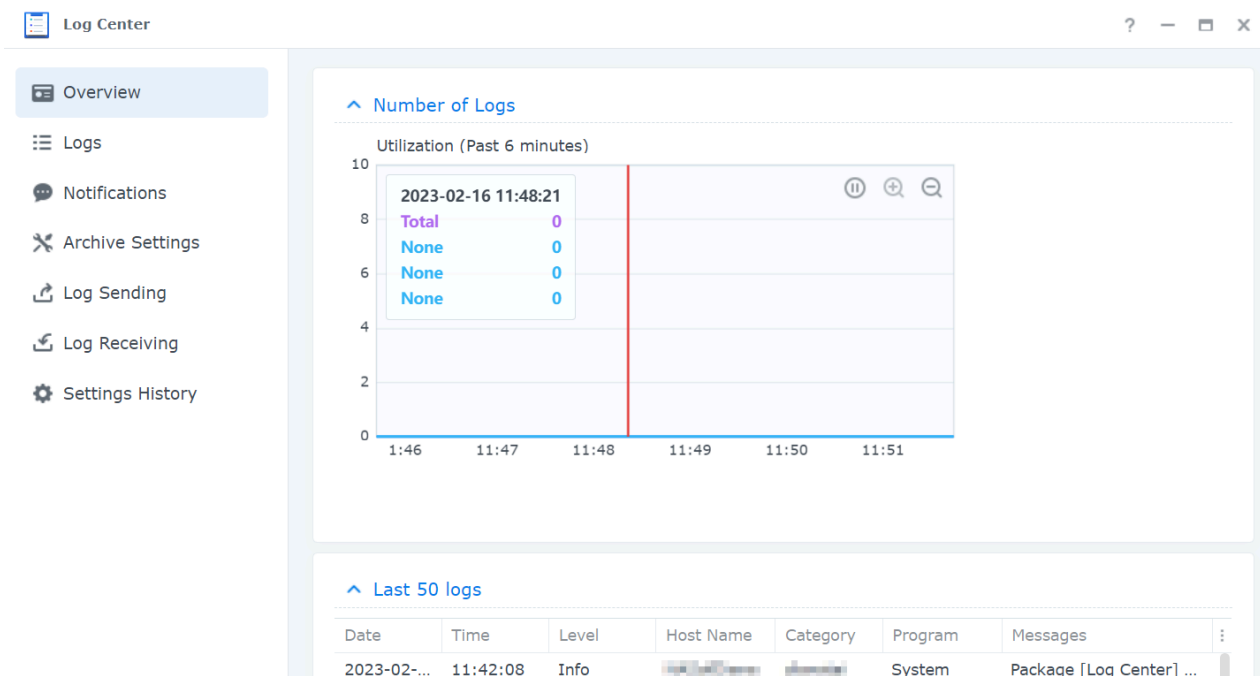 Log Center
?
Overview
Logs
Notifications
Archive Settings
Log Sending
Log Receiving
Settings History
Number of Logs
Utilization (Past 6 minutes)
10
8
6
4
2
0
2023-02-16 11:48:21
Total 0
None 0
None 0
None 0
1:46 11:47 11:48 11:49 11:50 11:51
Last 50 logs
Date Time Level Host Name Category Program Messages
2023-02-... 11:42:08 Info System Package [Log Center] ...